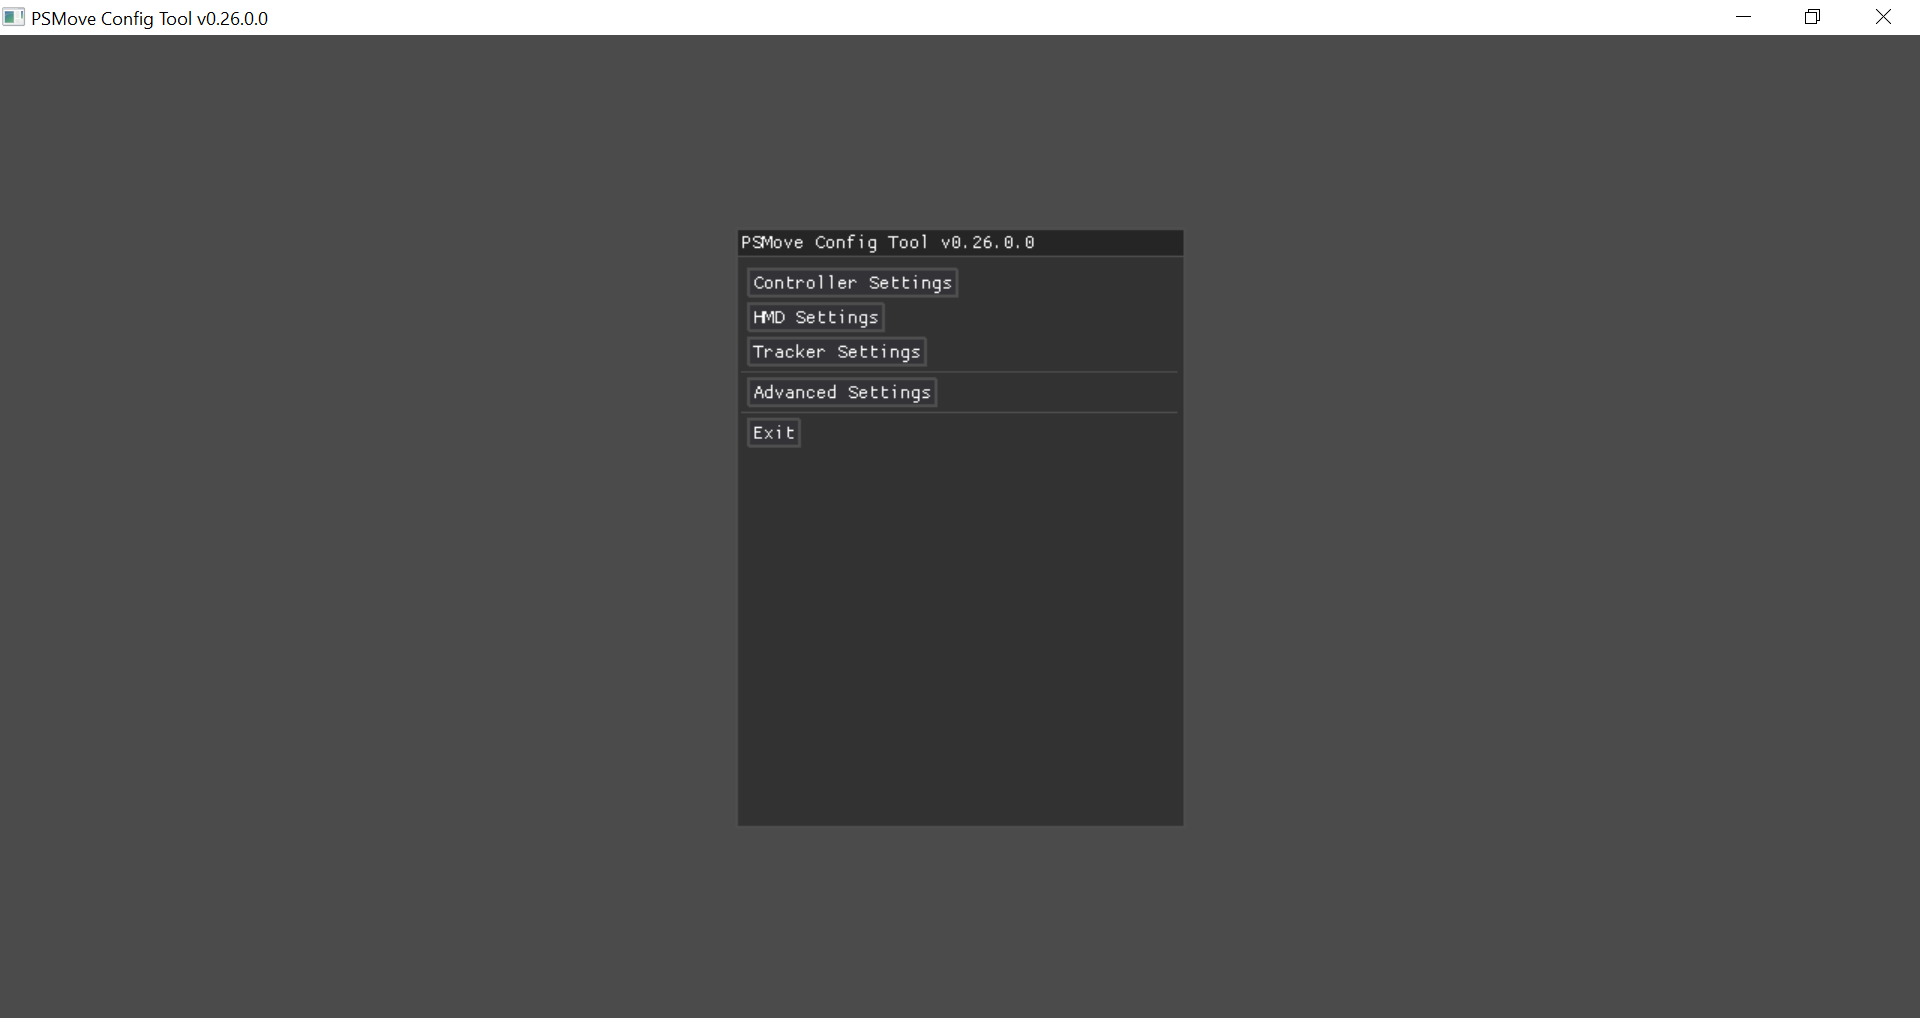 PSMove Config Tool v0.26.0.0
PSMove Config Tool v0.26.0.0
Controller Settings
HMD Settings
Tracker Settings
Advanced Settings
Exit